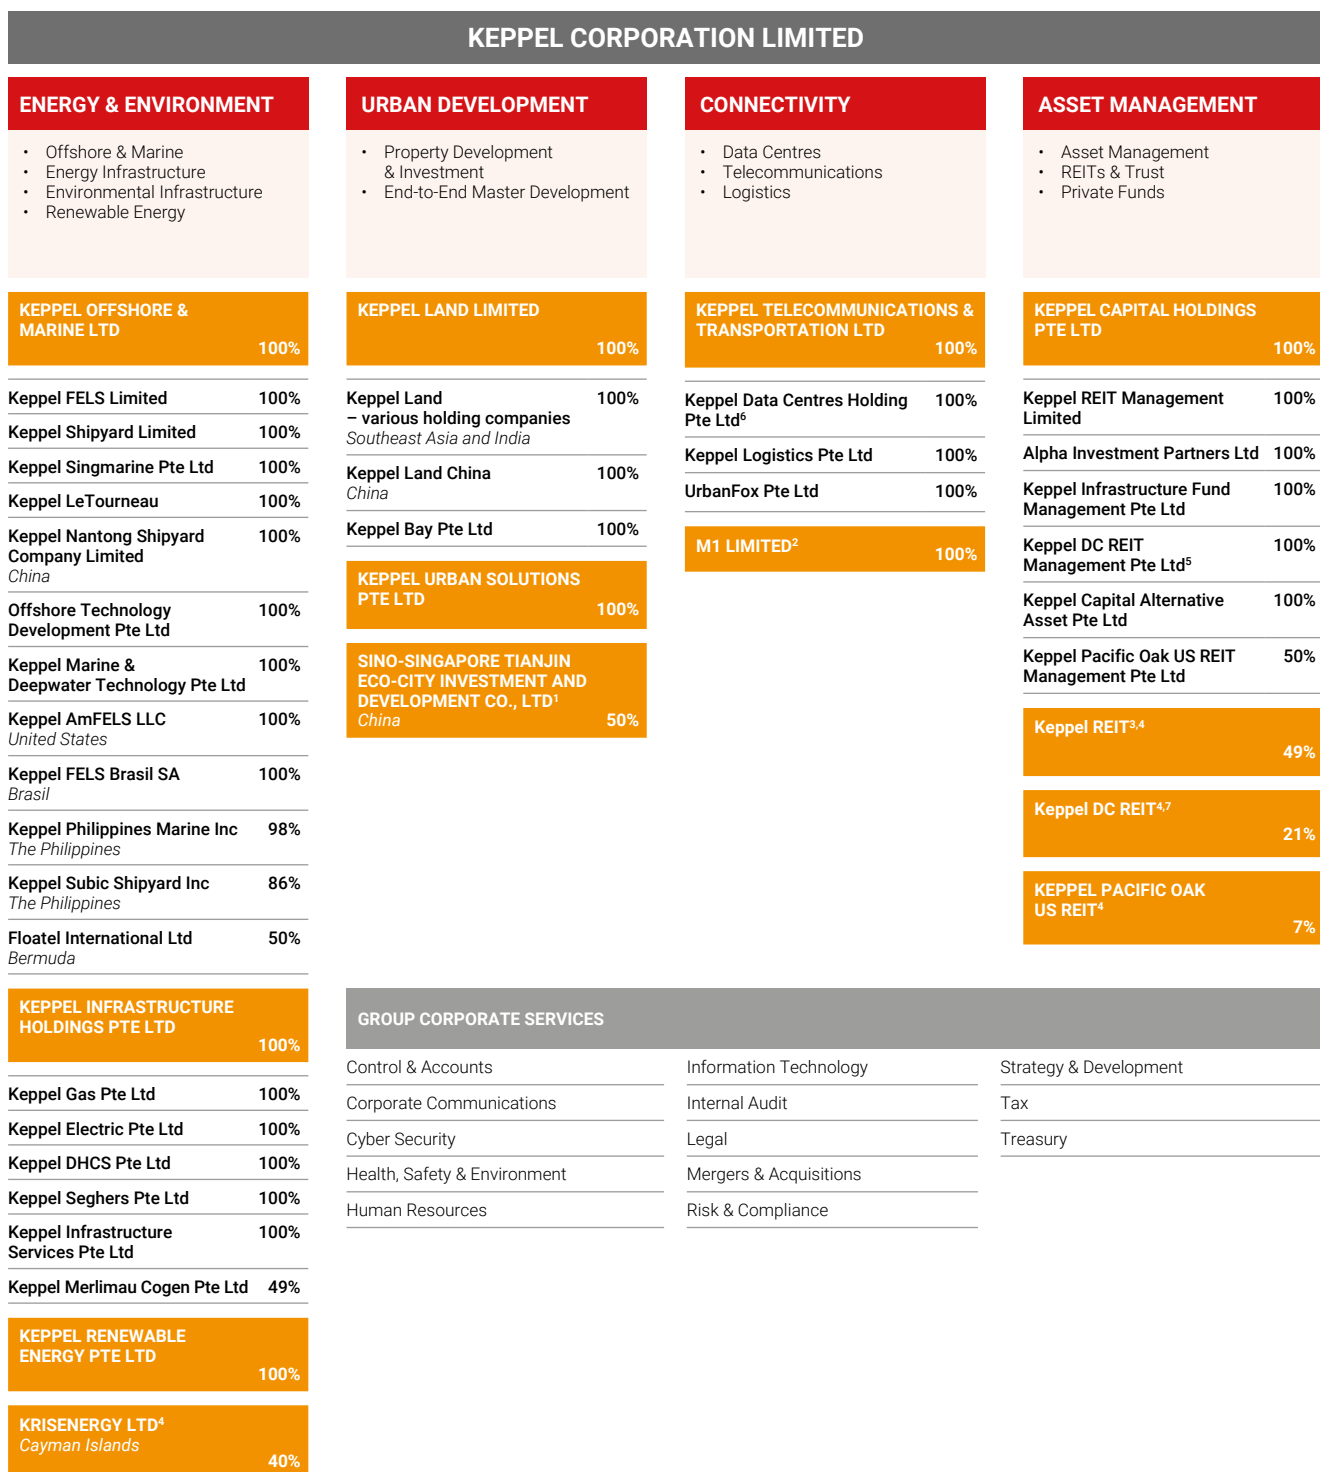 KEPPEL CORPORATION LIMITED
ENERGY & ENVIRONMENT
• Offshore & Marine
• Energy Infrastructure
• Environmental Infrastructure
• Renewable Energy
KEPPEL OFFSHORE &
MARINE LTD
100%
Keppel FELS Limited 100%
Keppel Shipyard Limited 100%
Keppel Singmarine Pte Ltd 100%
Keppel LeTourneau 100%
Keppel Nantong Shipyard 100%
Company Limited
China
Offshore Technology 100%
Development Pte Ltd
Keppel Marine & 100%
Deepwater Technology Pte Ltd
Keppel AmFELS LLC 100%
United States
Keppel FELS Brasil SA 100%
Brasil
Keppel Philippines Marine Inc 98%
The Philippines
Keppel Subic Shipyard Inc 86%
The Philippines
Floatel International Ltd 50%
Bermuda
KEPPEL INFRASTRUCTURE
HOLDINGS PTE LTD
100%
Keppel Gas Pte Ltd 100%
Keppel Electric Pte Ltd 100%
Keppel DHCS Pte Ltd 100%
Keppel Seghers Pte Ltd 100%
Keppel Infrastructure 100%
Services Pte Ltd
Keppel Merlimau Cogen Pte Ltd 49%
KEPPEL RENEWABLE
ENERGY PTE LTD
100%
KRISENERGY LTD⁴
Cayman Islands
40%
URBAN DEVELOPMENT
• Property Development
& Investment
• End-to-End Master Development
KEPPEL LAND LIMITED
100%
Keppel Land 100%
– various holding companies
Southeast Asia and India
Keppel Land China 100%
China
Keppel Bay Pte Ltd 100%
KEPPEL URBAN SOLUTIONS
PTE LTD
100%
SINO-SINGAPORE TIANJIN
ECO-CITY INVESTMENT AND
DEVELOPMENT CO., LTD¹
China 50%
CONNECTIVITY
• Data Centres
• Telecommunications
• Logistics
KEPPEL TELECOMMUNICATIONS &
TRANSPORTATION LTD
100%
Keppel Data Centres Holding 100%
Pte Ltd⁶
Keppel Logistics Pte Ltd 100%
UrbanFox Pte Ltd 100%
M1 LIMITED²
100%
ASSET MANAGEMENT
• Asset Management
• REITs & Trust
• Private Funds
KEPPEL CAPITAL HOLDINGS
PTE LTD
100%
Keppel REIT Management 100%
Limited
Alpha Investment Partners Ltd 100%
Keppel Infrastructure Fund 100%
Management Pte Ltd
Keppel DC REIT 100%
Management Pte Ltd⁵
Keppel Capital Alternative 100%
Asset Pte Ltd
Keppel Pacific Oak US REIT 50%
Management Pte Ltd
Keppel REIT³,⁴
49%
Keppel DC REIT⁴,⁷
21%
KEPPEL PACIFIC OAK
US REIT⁴
7%
GROUP CORPORATE SERVICES
Control & Accounts
Corporate Communications
Cyber Security
Health, Safety & Environment
Human Resources
Information Technology
Internal Audit
Legal
Mergers & Acquisitions
Risk & Compliance
Strategy & Development
Tax
Treasury